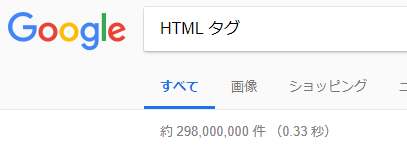 Google
HTML タグ
すべて 画像 ショッピング
約 298,000,000 件 （0.33 秒）